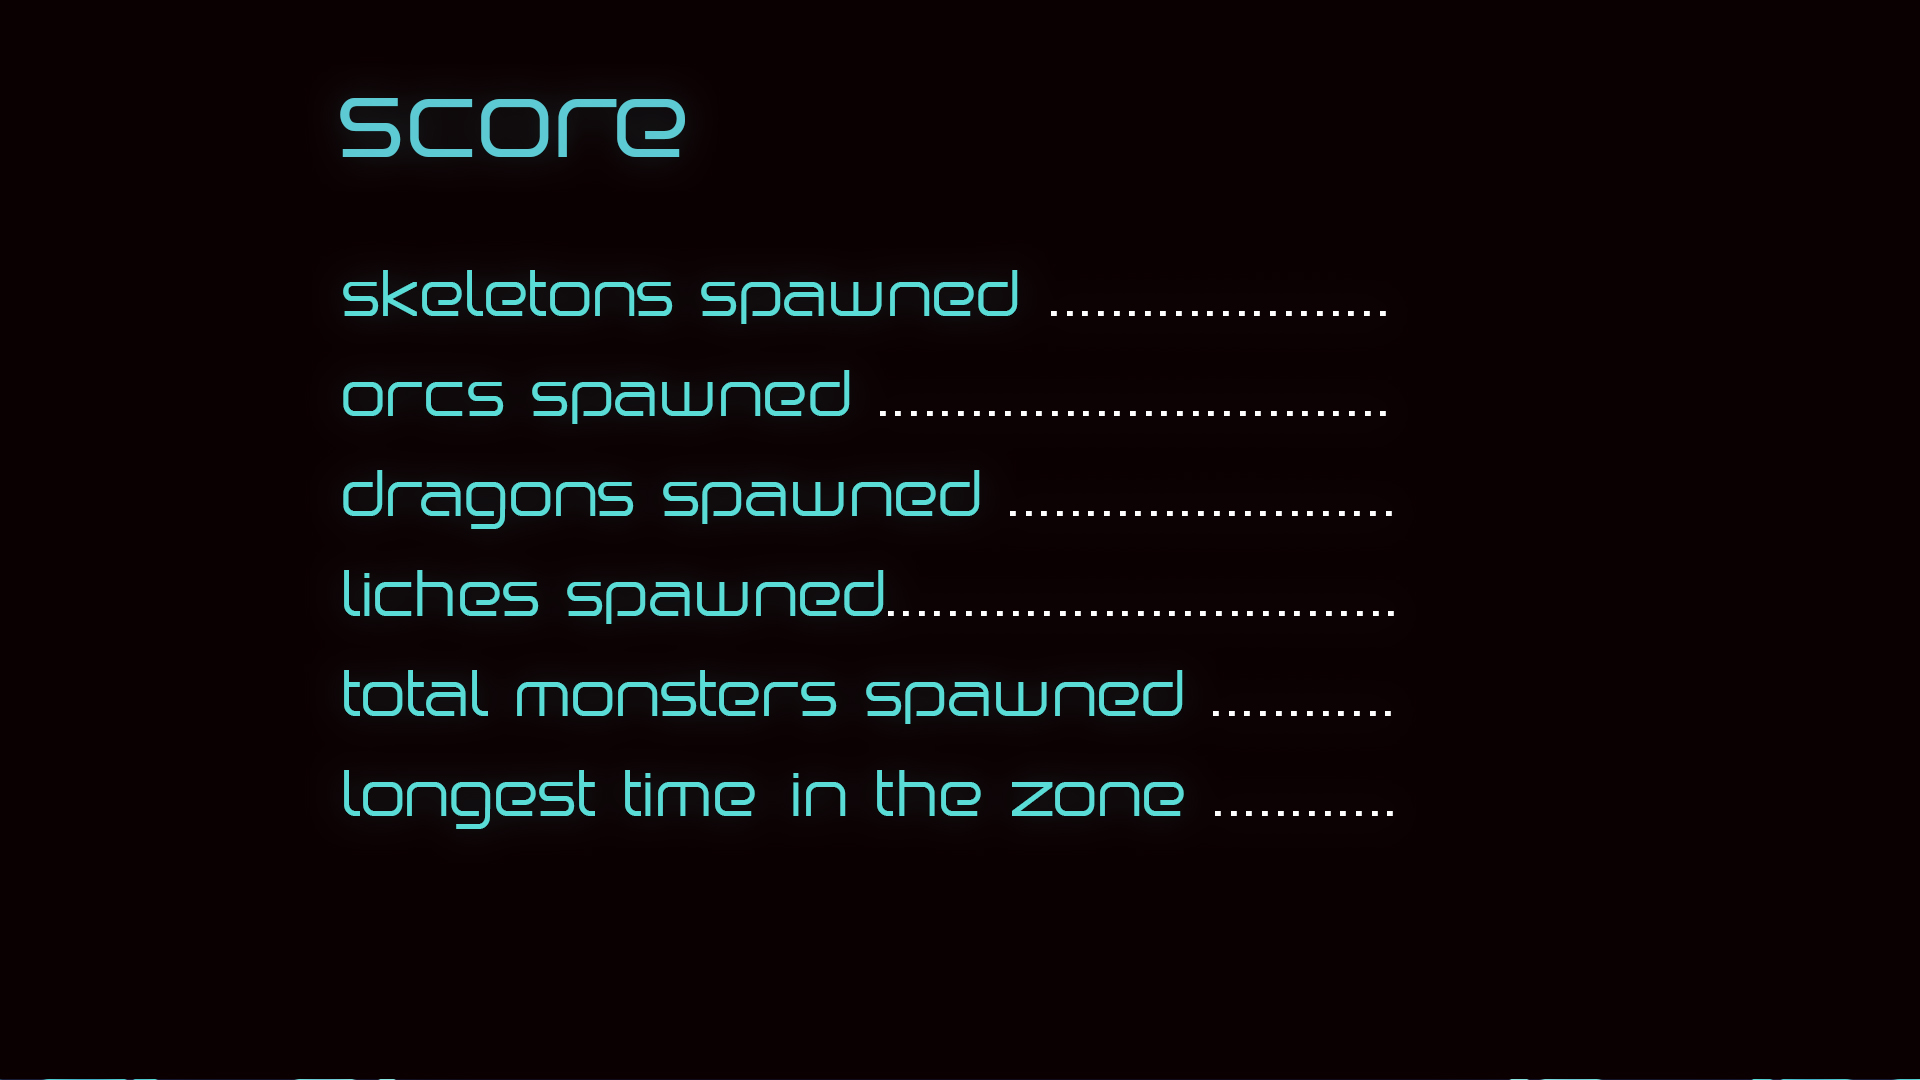 score
skeletons spawned ......................
orcs spawned .................................
dragons spawned .........................
liches spawned.................................
total monsters spawned ............
longest time in the zone ............